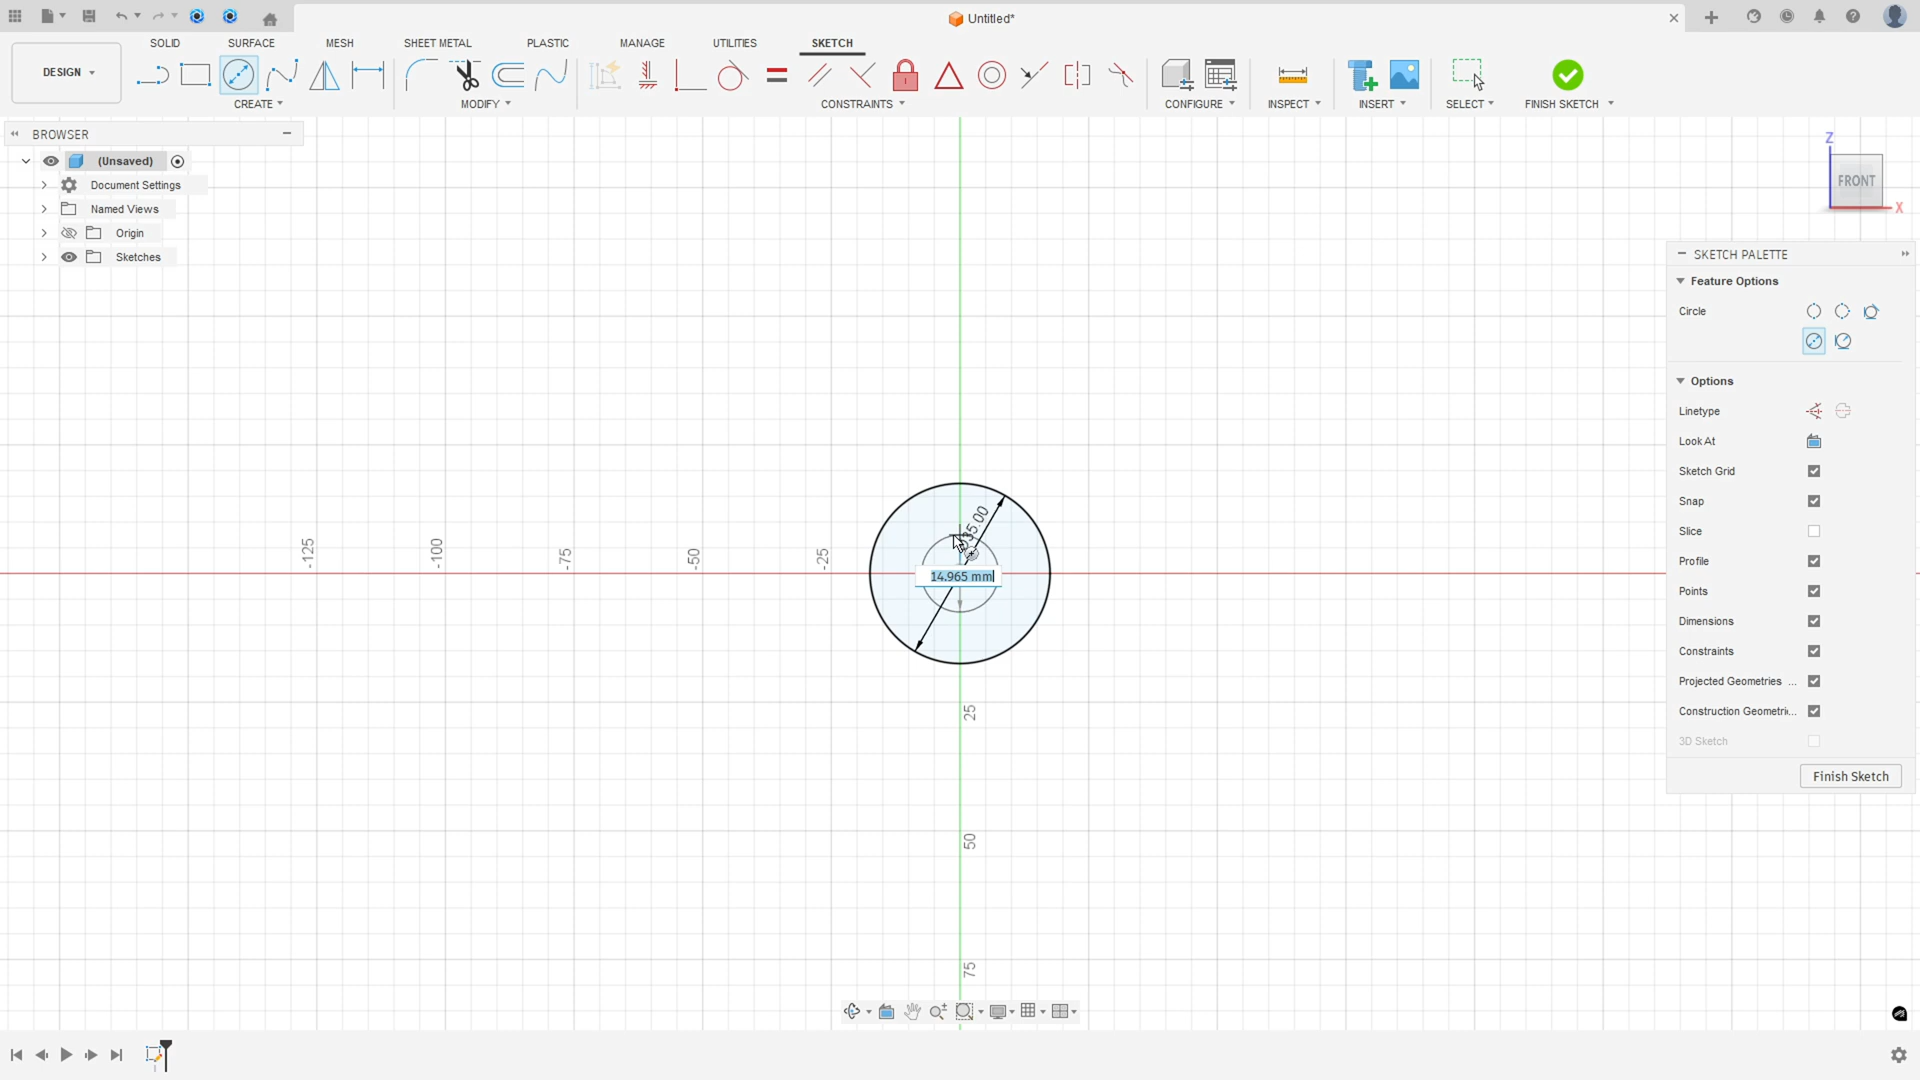 Untitled*
SOLID SURFACE MESH SHEET METAL PLASTIC MANAGE UTILITIES SKETCH
DESIGN
CREATE MODIFY CONSTRAINTS CONFIGURE INSPECT INSERT SELECT FINISH SKETCH
BROWSER
(Unsaved)
Document Settings
Named Views
Origin
Sketches
Z
FRONT
X
SKETCH PALETTE
Feature Options
Circle
Options
Linetype
Look At
Sketch Grid
Snap
Slice
Profile
Points
Dimensions
Constraints
Projected Geometries ...
Construction Geometri...
3D Sketch
Finish Sketch
-125
-100
-75
-50
-25
14.965 mm
25
50
75